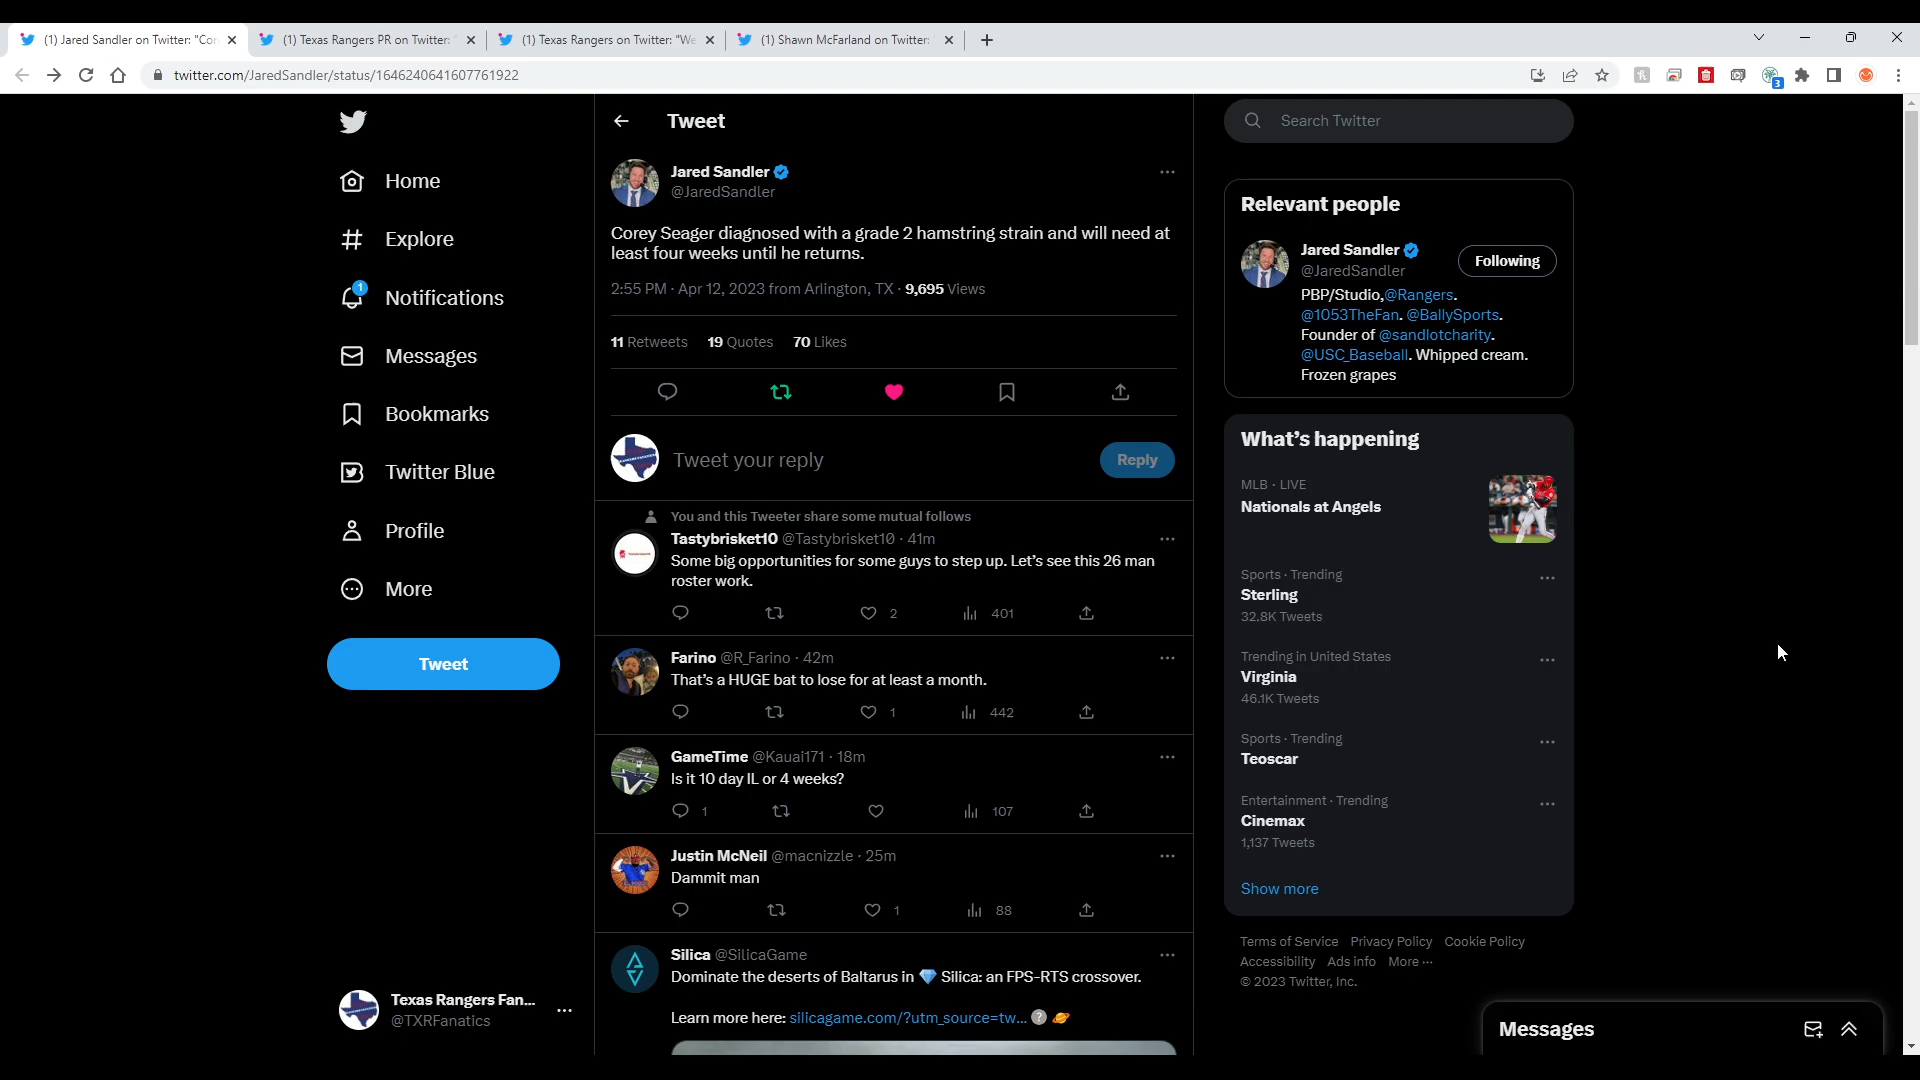 (1) Jared Sandler on Twitter: "Cor
(1) Texas Rangers PR on Twitter: "
(1) Texas Rangers on Twitter: "We
(1) Shawn McFarland on Twitter:
twitter.com/JaredSandler/status/1646240641607761922
3
Home
Explore
1
Notifications
Messages
Bookmarks
Twitter Blue
Profile
More
Tweet
Texas Rangers Fan...
@TXRFanatics
Tweet
Jared Sandler
@JaredSandler
Corey Seager diagnosed with a grade 2 hamstring strain and will need at
least four weeks until he returns.
2:55 PM · Apr 12, 2023 from Arlington, TX · 9,695 Views
11 Retweets 19 Quotes 70 Likes
Tweet your reply
Reply
You and this Tweeter share some mutual follows
Tastybrisket10 @Tastybrisket10 · 41m
Some big opportunities for some guys to step up. Let's see this 26 man
roster work.
2 401
Farino @R_Farino · 42m
That's a HUGE bat to lose for at least a month.
1 442
GameTime @Kauai171 · 18m
Is it 10 day IL or 4 weeks?
1 107
Justin McNeil @macnizzle · 25m
Dammit man
1 88
Silica @SilicaGame
Dominate the deserts of Baltarus in 💎 Silica: an FPS-RTS crossover.
Learn more here: silicagame.com/?utm_source=tw... ? 🪐
Search Twitter
Relevant people
Jared Sandler
@JaredSandler
Following
PBP/Studio,@Rangers.
@1053TheFan. @BallySports.
Founder of @sandlotcharity.
@USC_Baseball. Whipped cream.
Frozen grapes
What's happening
MLB · LIVE
Nationals at Angels
Sports · Trending
Sterling
32.8K Tweets
Trending in United States
Virginia
46.1K Tweets
Sports · Trending
Teoscar
Entertainment · Trending
Cinemax
1,137 Tweets
Show more
Terms of Service Privacy Policy Cookie Policy
Accessibility Ads info More ···
© 2023 Twitter, Inc.
Messages